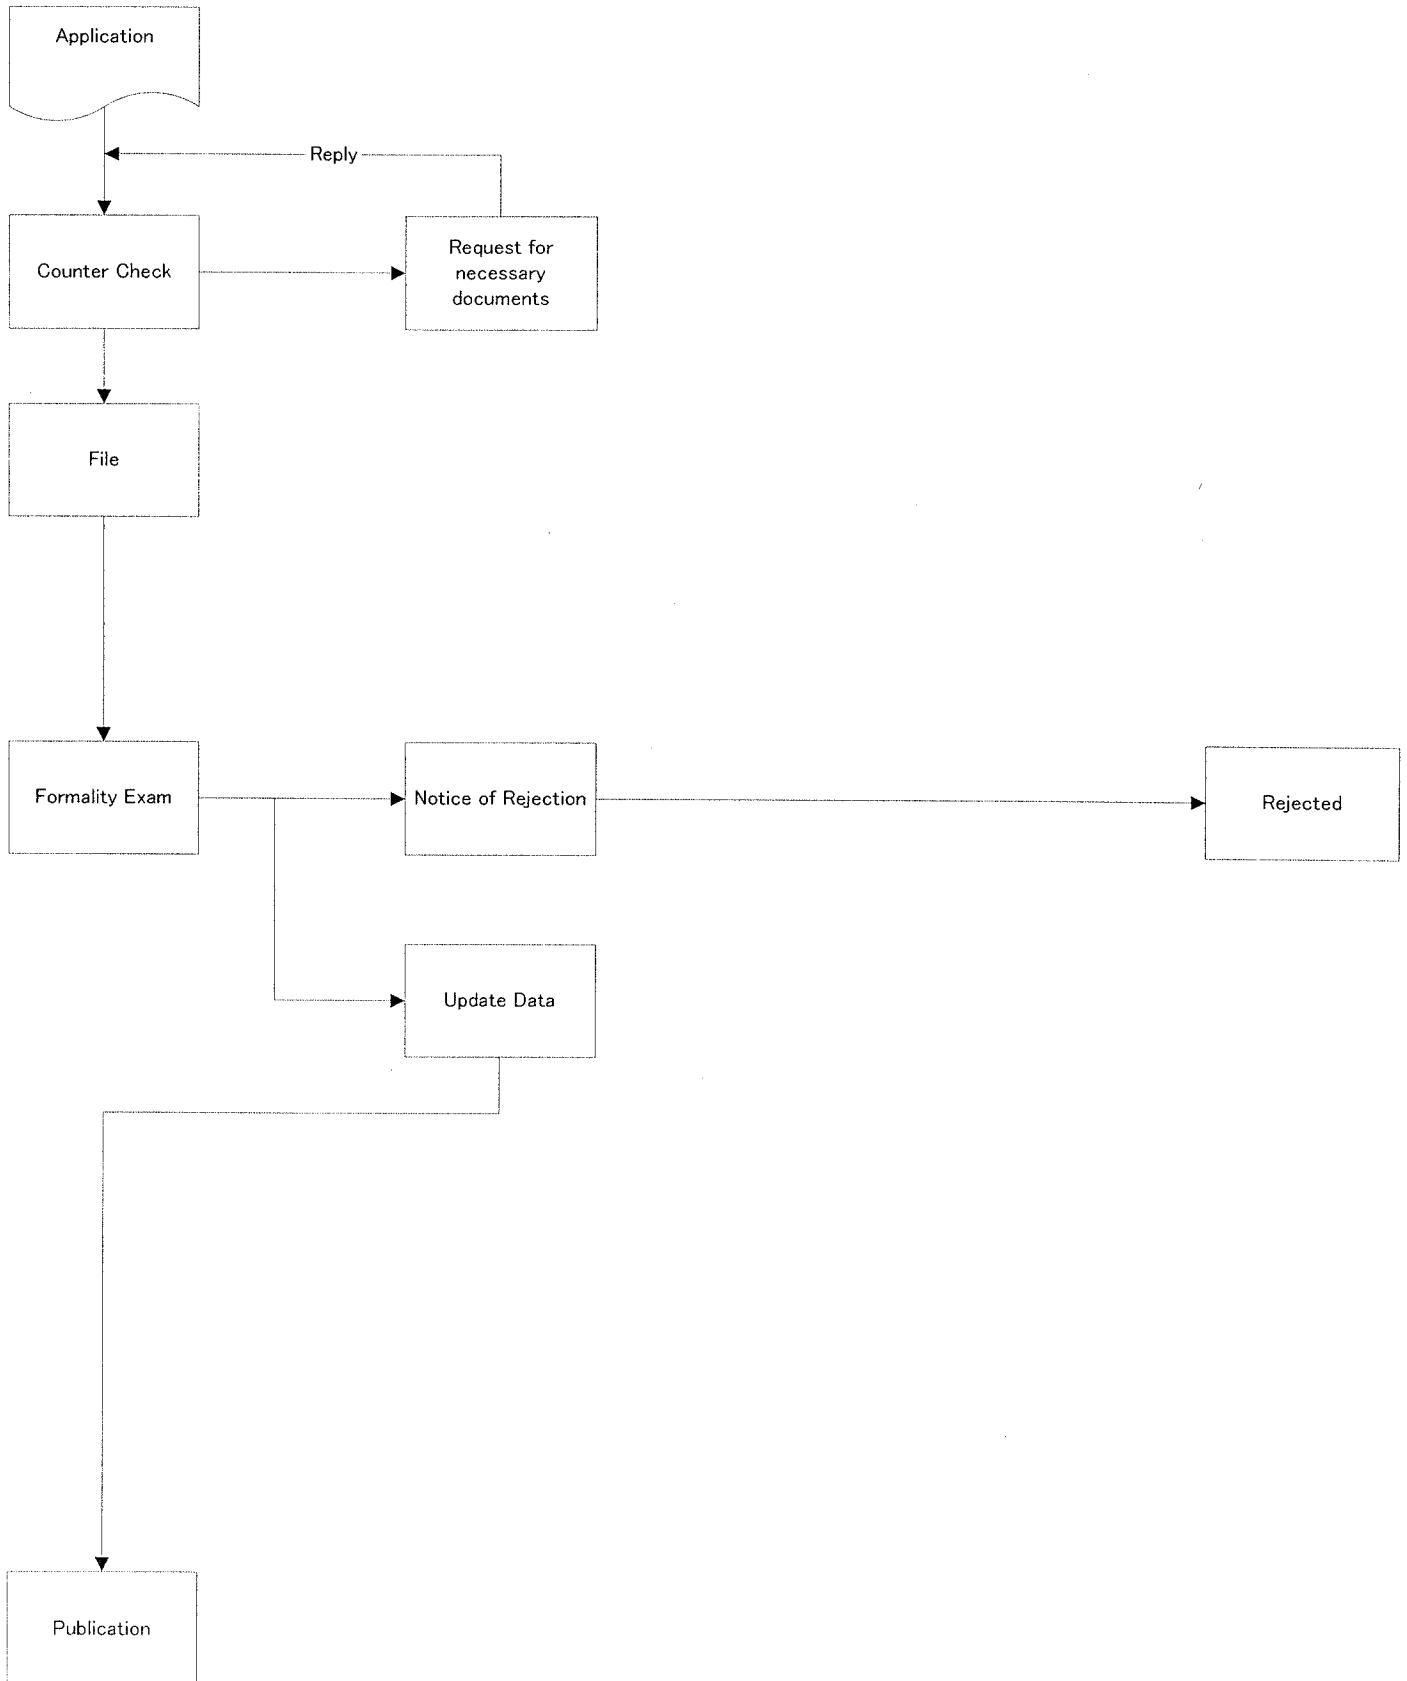 Application
Reply
Counter Check
Request for
necessary
documents
File
Formality Exam
Notice of Rejection
Rejected
Update Data
Publication